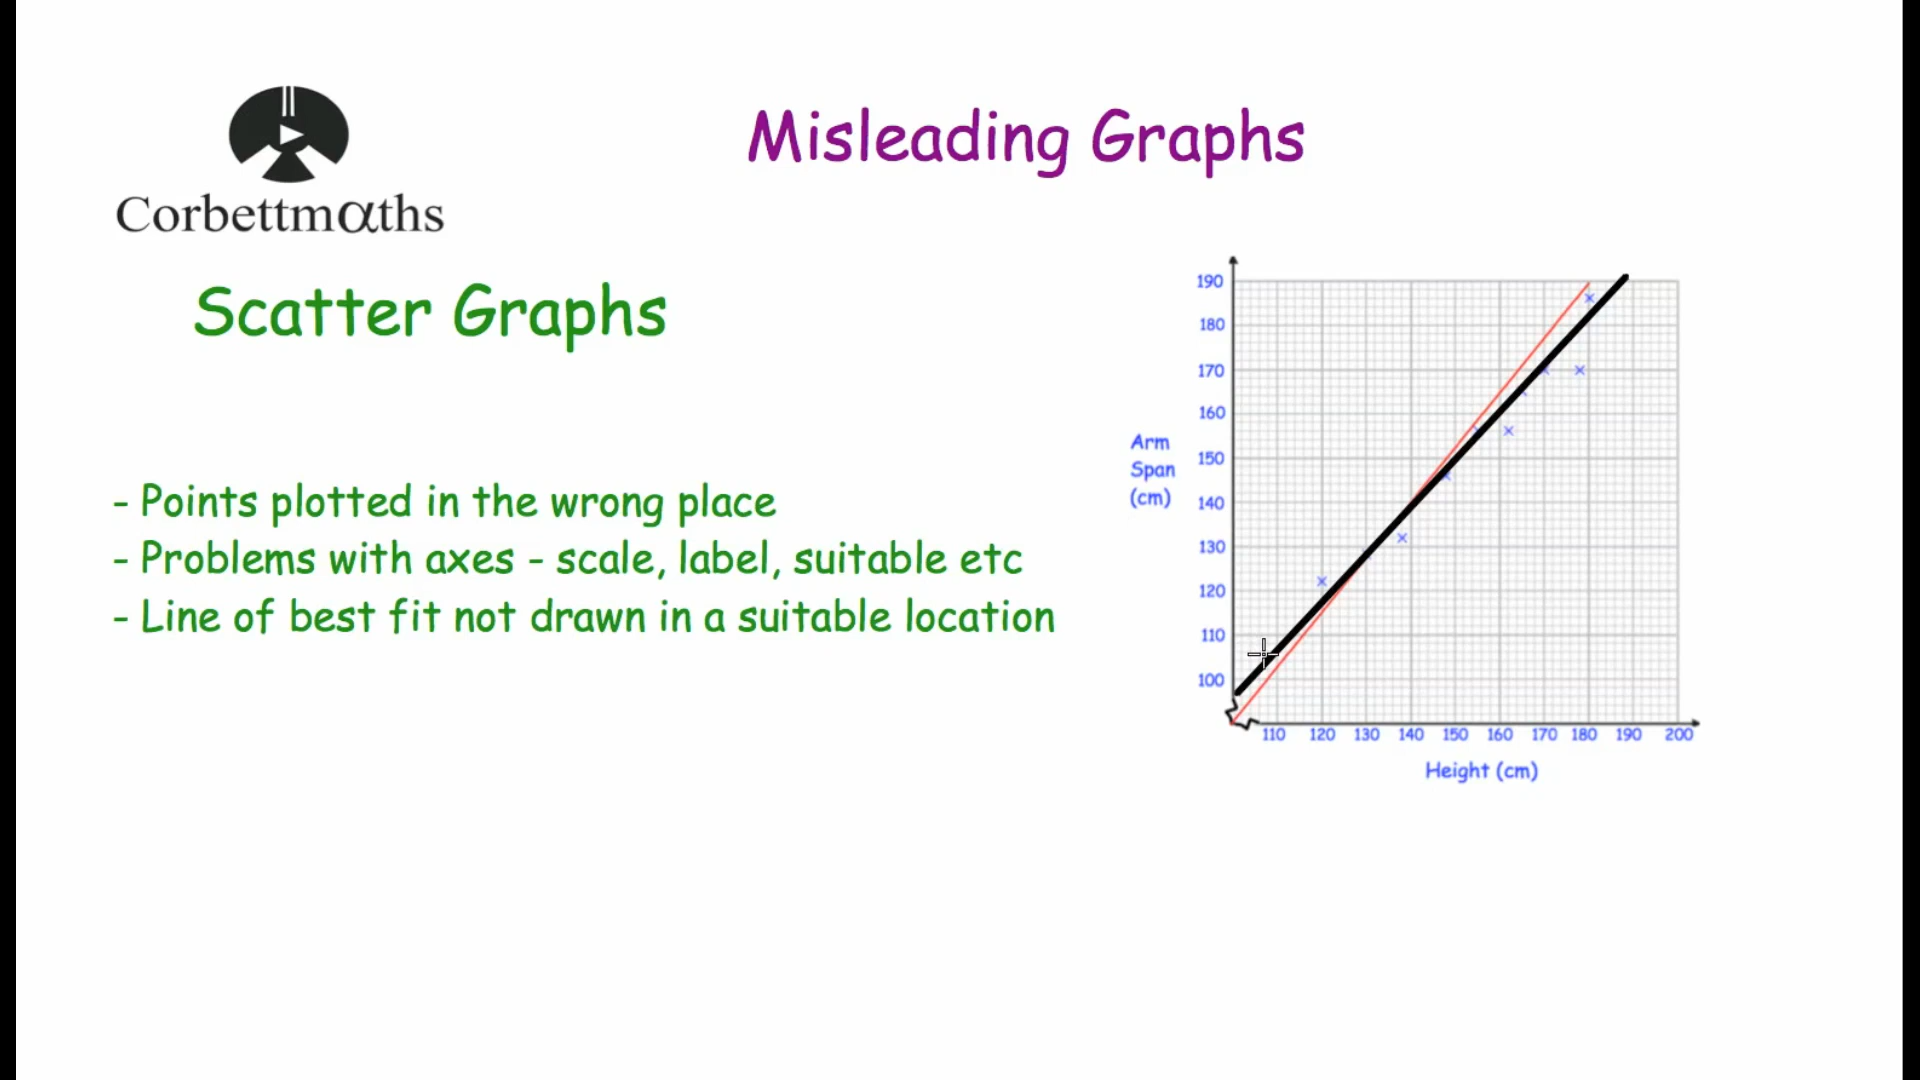 Misleading Graphs
Corbettmαths
Scatter Graphs
- Points plotted in the wrong place
- Problems with axes - scale, label, suitable etc
- Line of best fit not drawn in a suitable location
190
180
170
160
150
140
130
120
110
100
Arm
Span
(cm)
110 120 130 140 150 160 170 180 190 200
Height (cm)